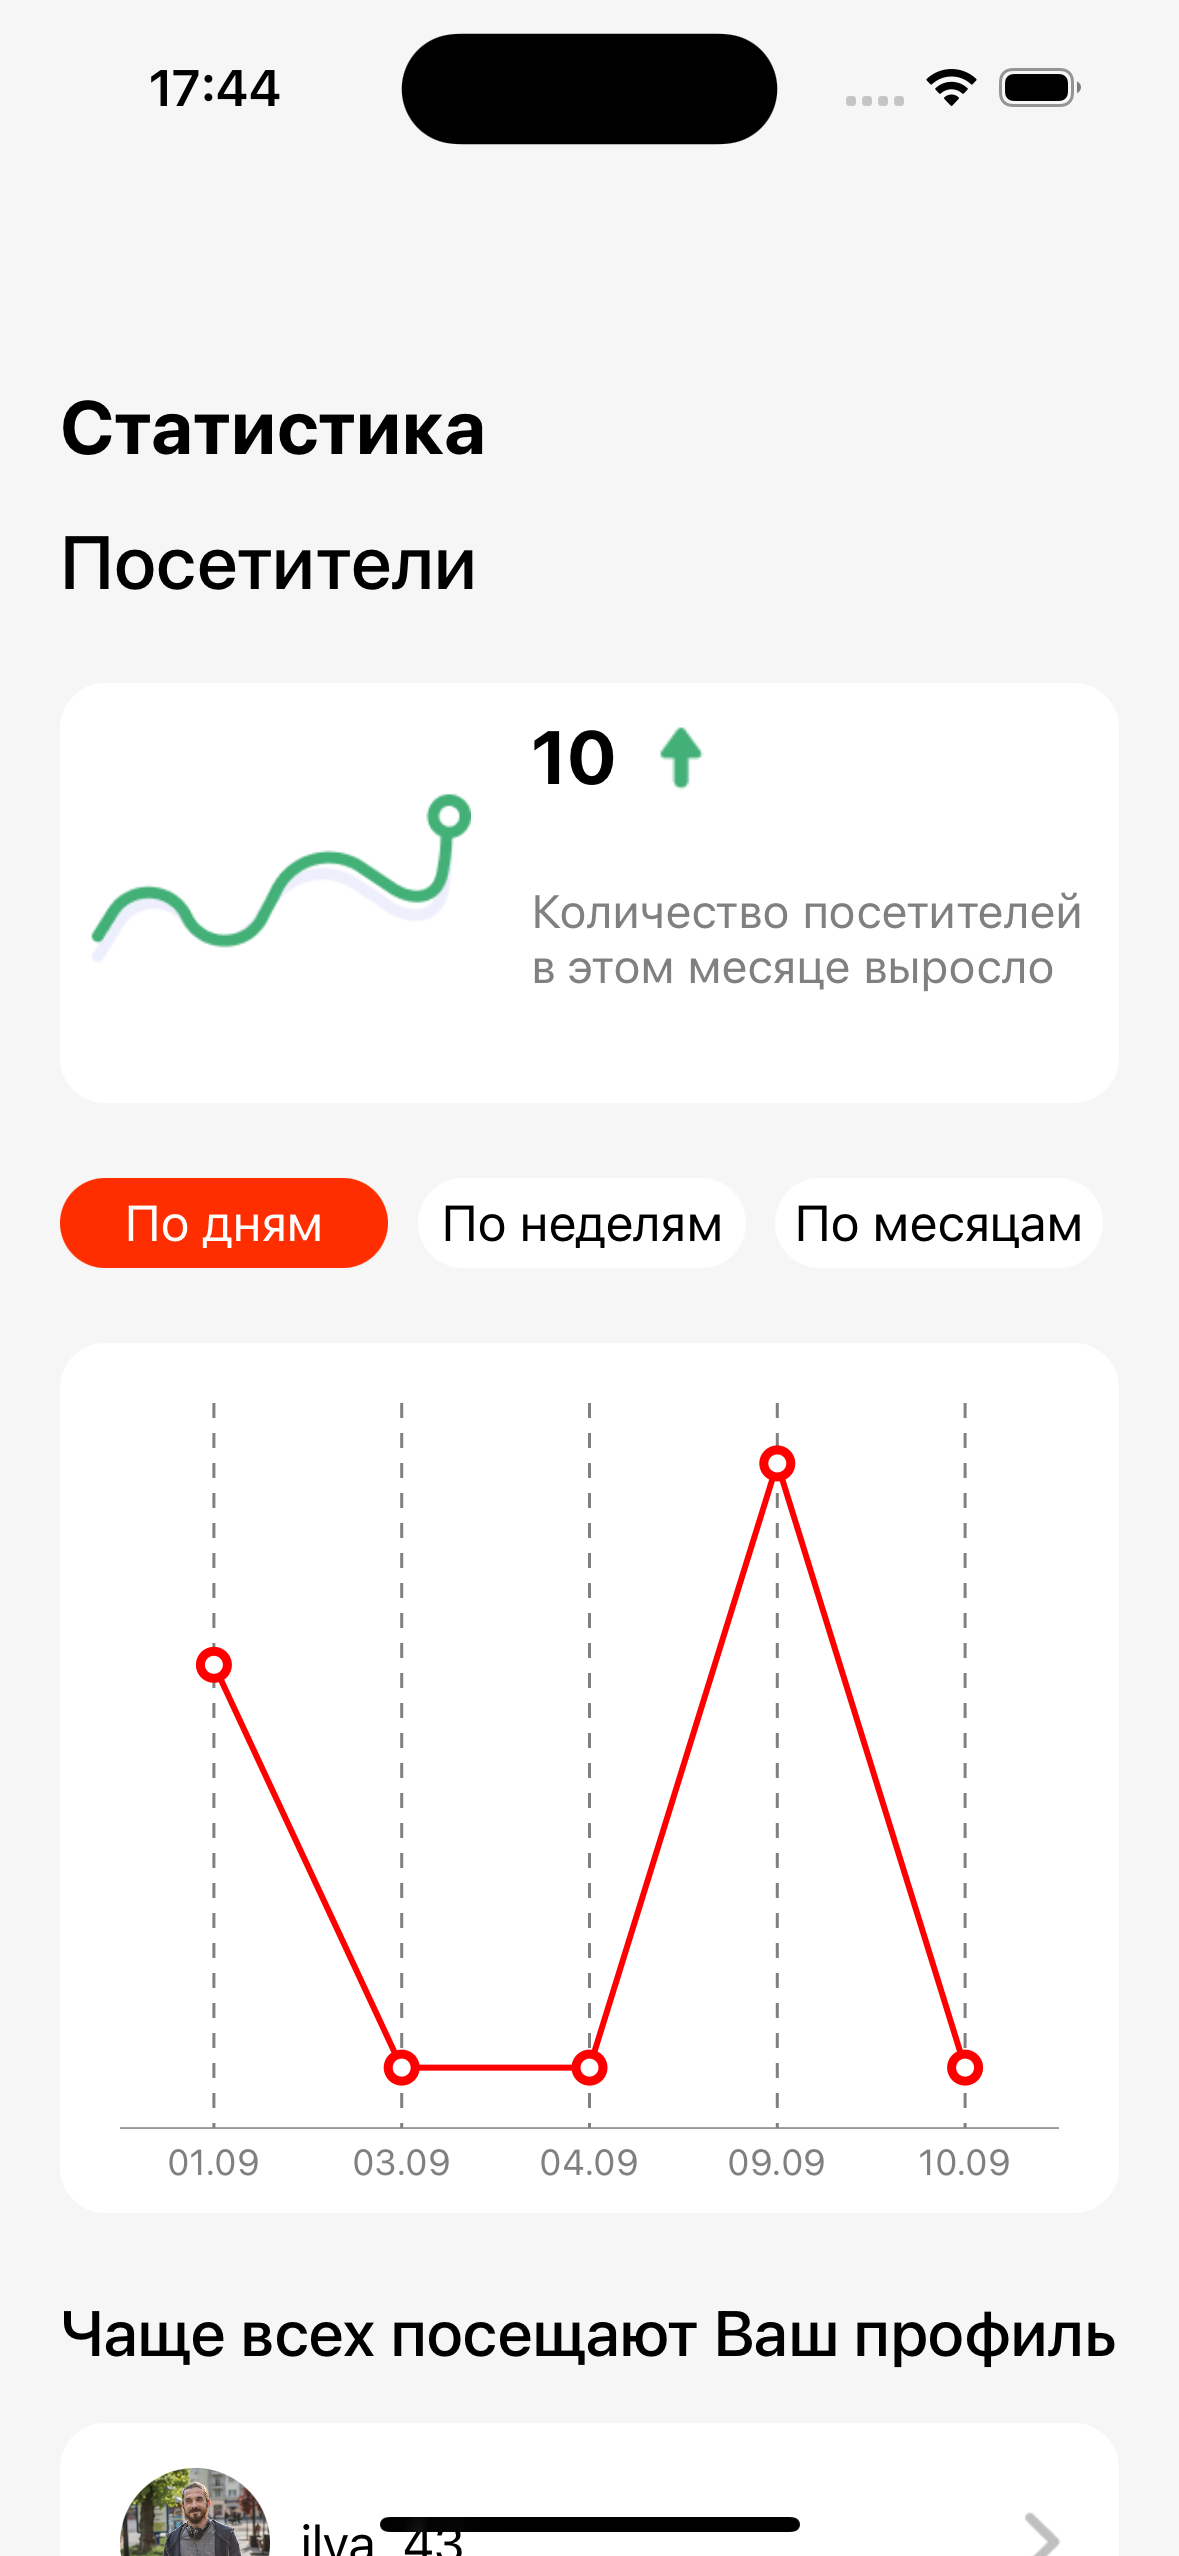 17:44
Статистика
Посетители
10
Количество посетителей
в этом месяце выросло
По дням
По неделям
По месяцам
01.09
03.09
04.09
09.09
10.09
Чаще всех посещают Ваш профиль
ilya_43